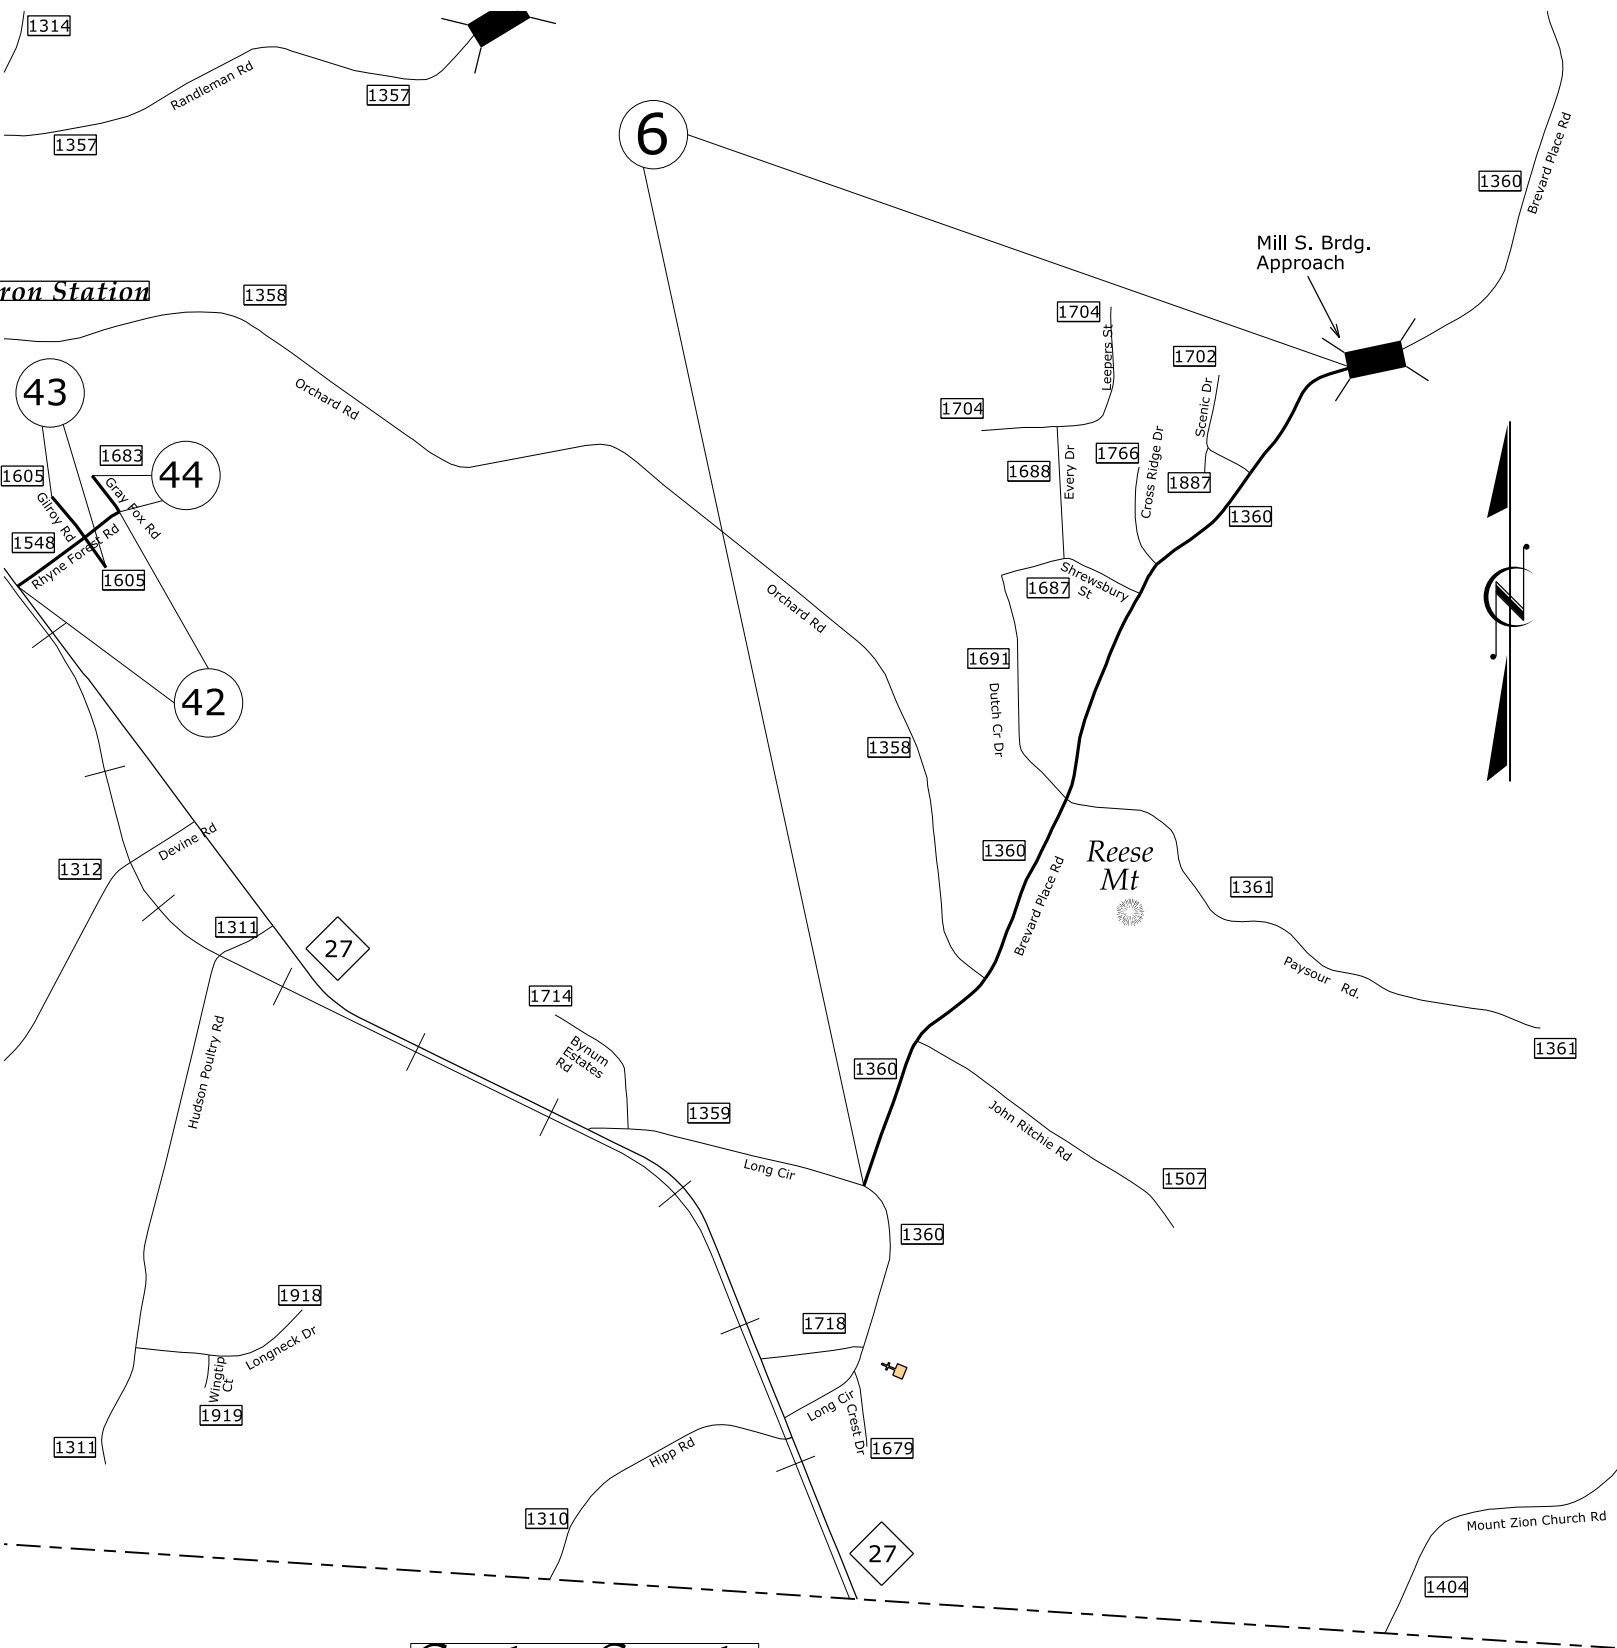 1314
Randleman Rd
1357
1357
6
1360
Brevard Place Rd
Mill S. Brdg.
Approach
ron Station
1358
Orchard Rd
1704
Leepers St
1704
1702
Scenic Dr
1688
Every Dr
1766
Cross Ridge Dr
1887
1360
43
1683
44
1605
Gilroy Rd
Gray Fox Rd
1548
Rhyne Forest Rd
1605
42
Shrewsbury
St
1687
Orchard Rd
1691
Dutch Cr Dr
1358
N
Devine Rd
1312
1360
Brevard Place Rd
Reese
Mt
1361
Paysour Rd.
1361
1311
27
Hudson Poultry Rd
1714
Bynum
Estates
Rd
1359
Long Cir
1360
John Ritchie Rd
1507
1360
1918
Longneck Dr
Wingtip
Ct
1919
1311
1718
Long Cir
Crest Dr
1679
Hipp Rd
1310
27
Mount Zion Church Rd
1404